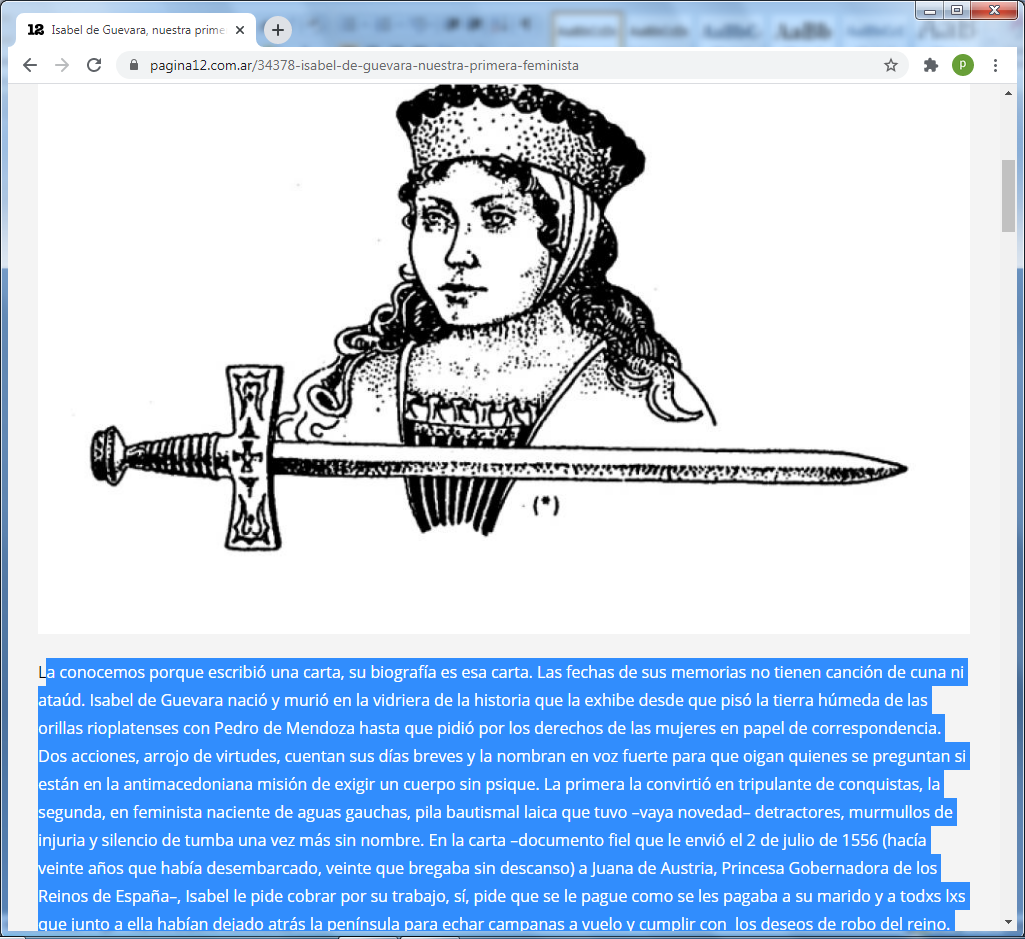 12 Isabel de Guevara, nuestra prime
pagina12.com.ar/34378-isabel-de-guevara-nuestra-primera-feminista
P
(*)
La conocemos porque escribió una carta, su biografía es esa carta. Las fechas de sus memorias no tienen canción de cuna ni
ataúd. Isabel de Guevara nació y murió en la vidriera de la historia que la exhibe desde que pisó la tierra húmeda de las
orillas rioplatenses con Pedro de Mendoza hasta que pidió por los derechos de las mujeres en papel de correspondencia.
Dos acciones, arrojo de virtudes, cuentan sus días breves y la nombran en voz fuerte para que oigan quienes se preguntan si
están en la antimacedoniana misión de exigir un cuerpo sin psique. La primera la convirtió en tripulante de conquistas, la
segunda, en feminista naciente de aguas gauchas, pila bautismal laica que tuvo –vaya novedad– detractores, murmullos de
injuria y silencio de tumba una vez más sin nombre. En la carta –documento fiel que le envió el 2 de julio de 1556 (hacía
veinte años que había desembarcado, veinte que bregaba sin descanso) a Juana de Austria, Princesa Gobernadora de los
Reinos de España–, Isabel le pide cobrar por su trabajo, sí, pide que se le pague como se les pagaba a su marido y a todxs lxs
que junto a ella habían dejado atrás la península para echar campanas a vuelo y cumplir con los deseos de robo del reino.